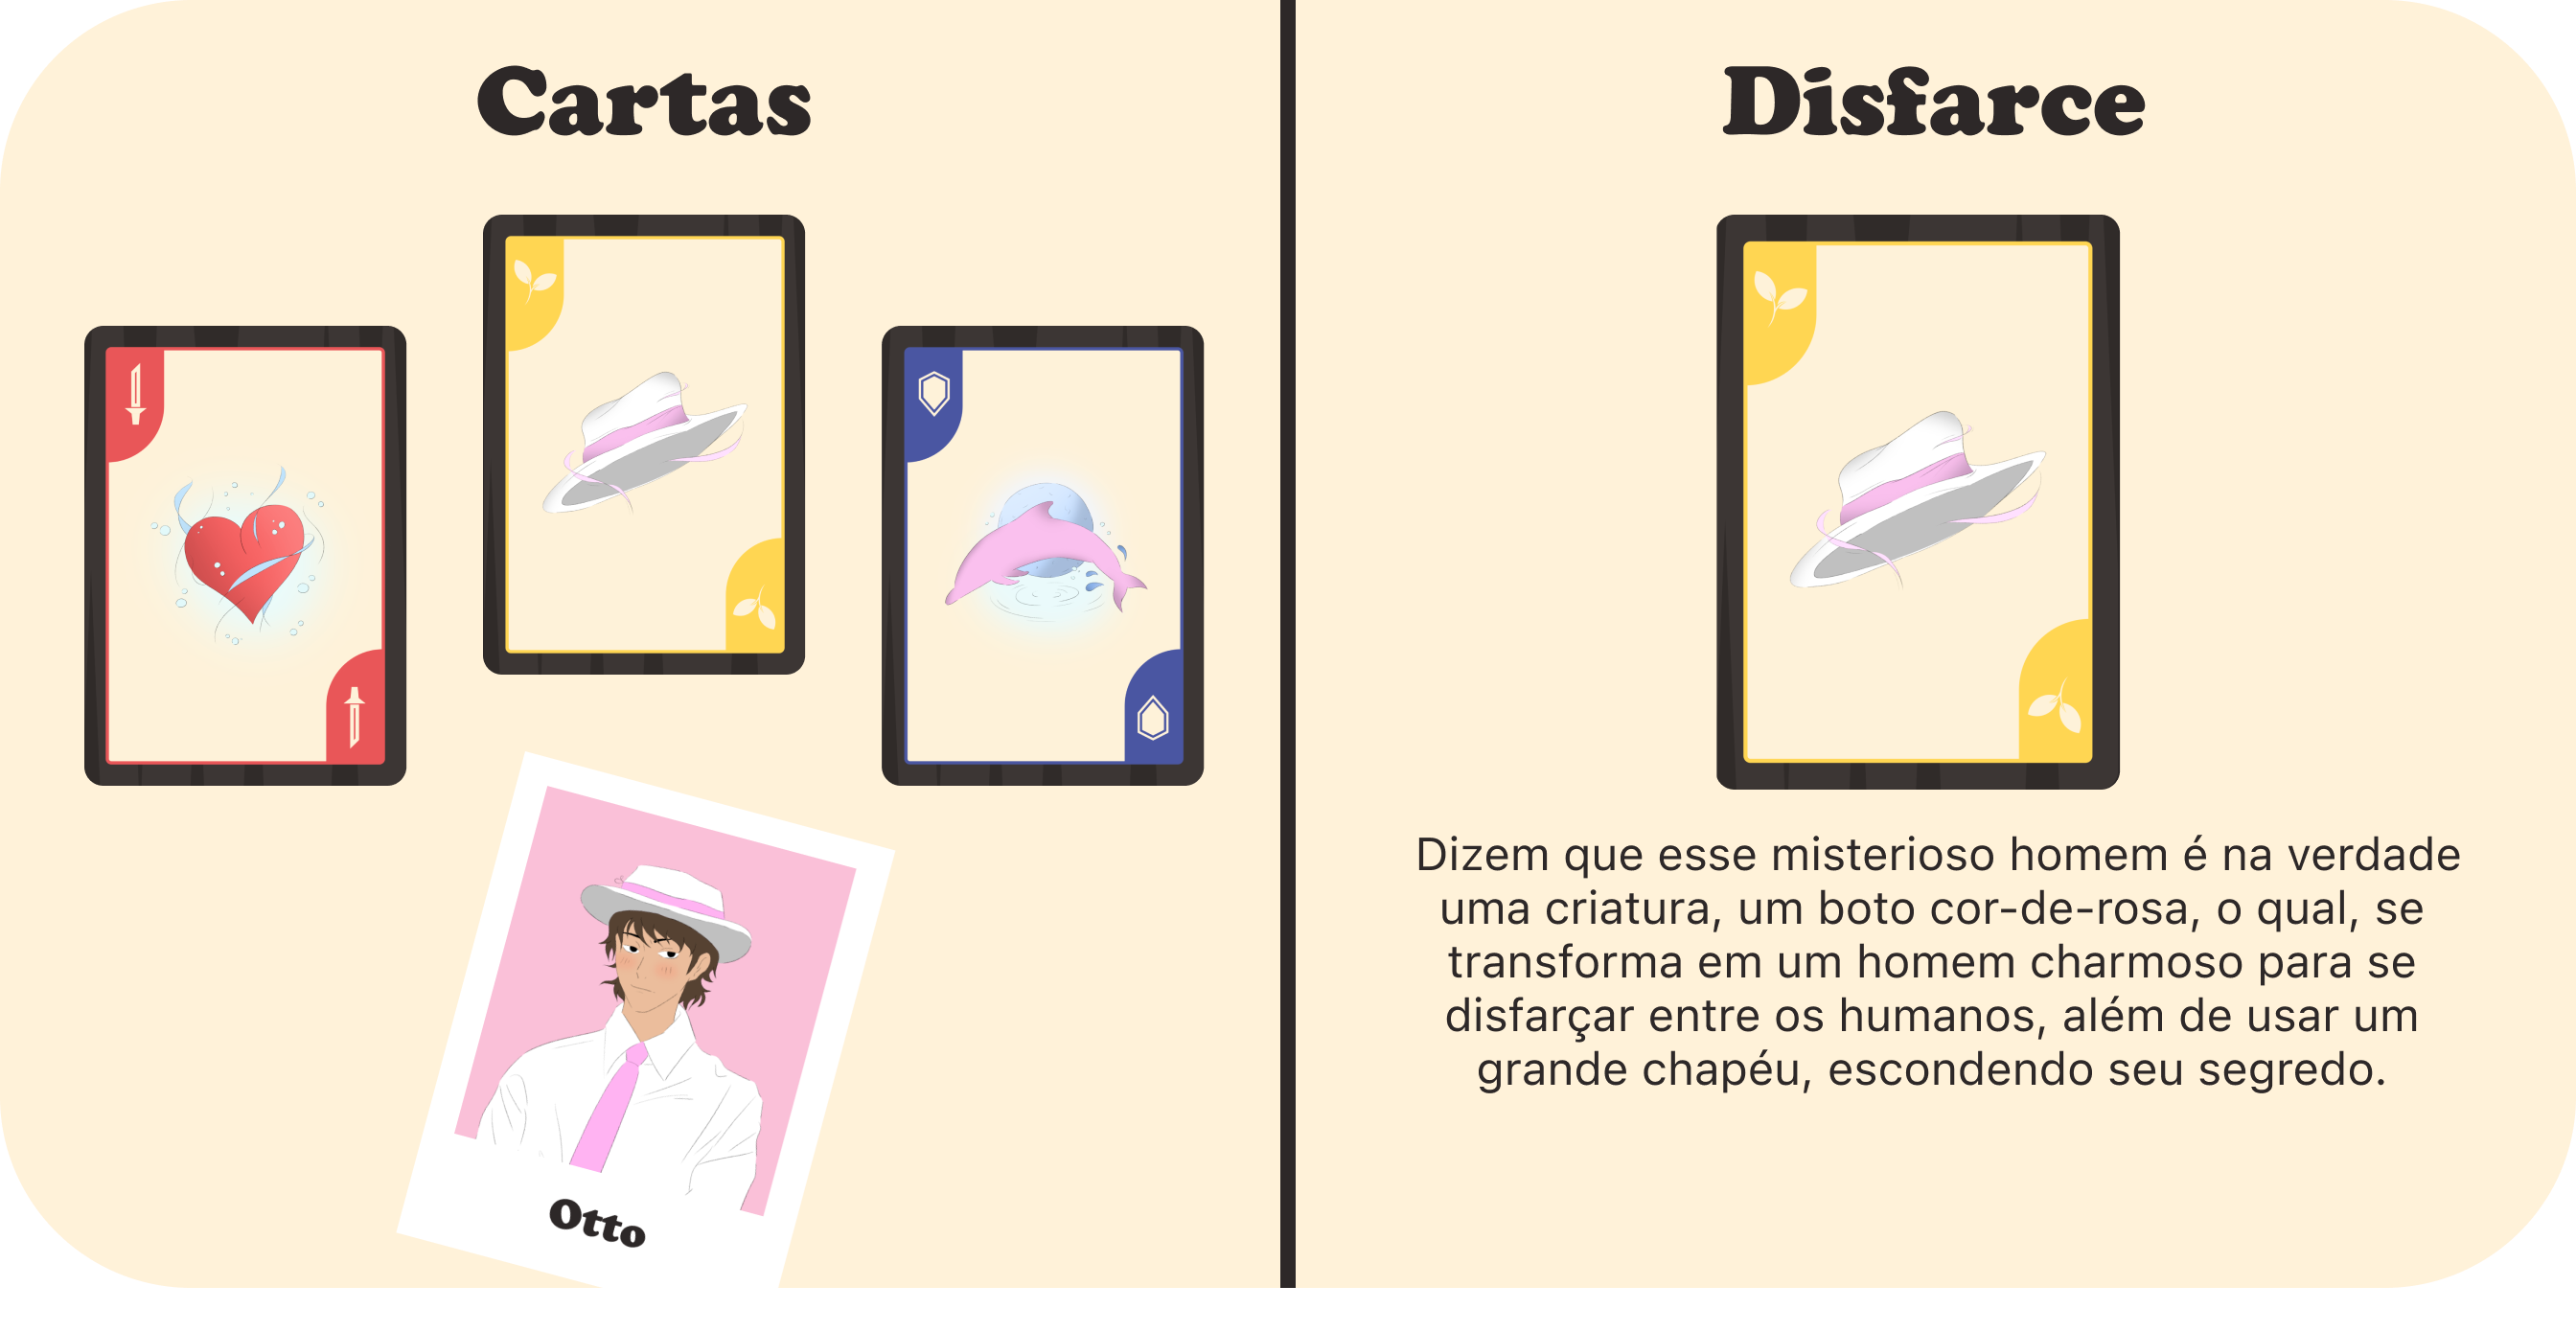 Cartas
Otto
Disfarce
Dizem que esse misterioso homem é na verdade
uma criatura, um boto cor-de-rosa, o qual, se
transforma em um homem charmoso para se
disfarçar entre os humanos, além de usar um
grande chapéu, escondendo seu segredo.